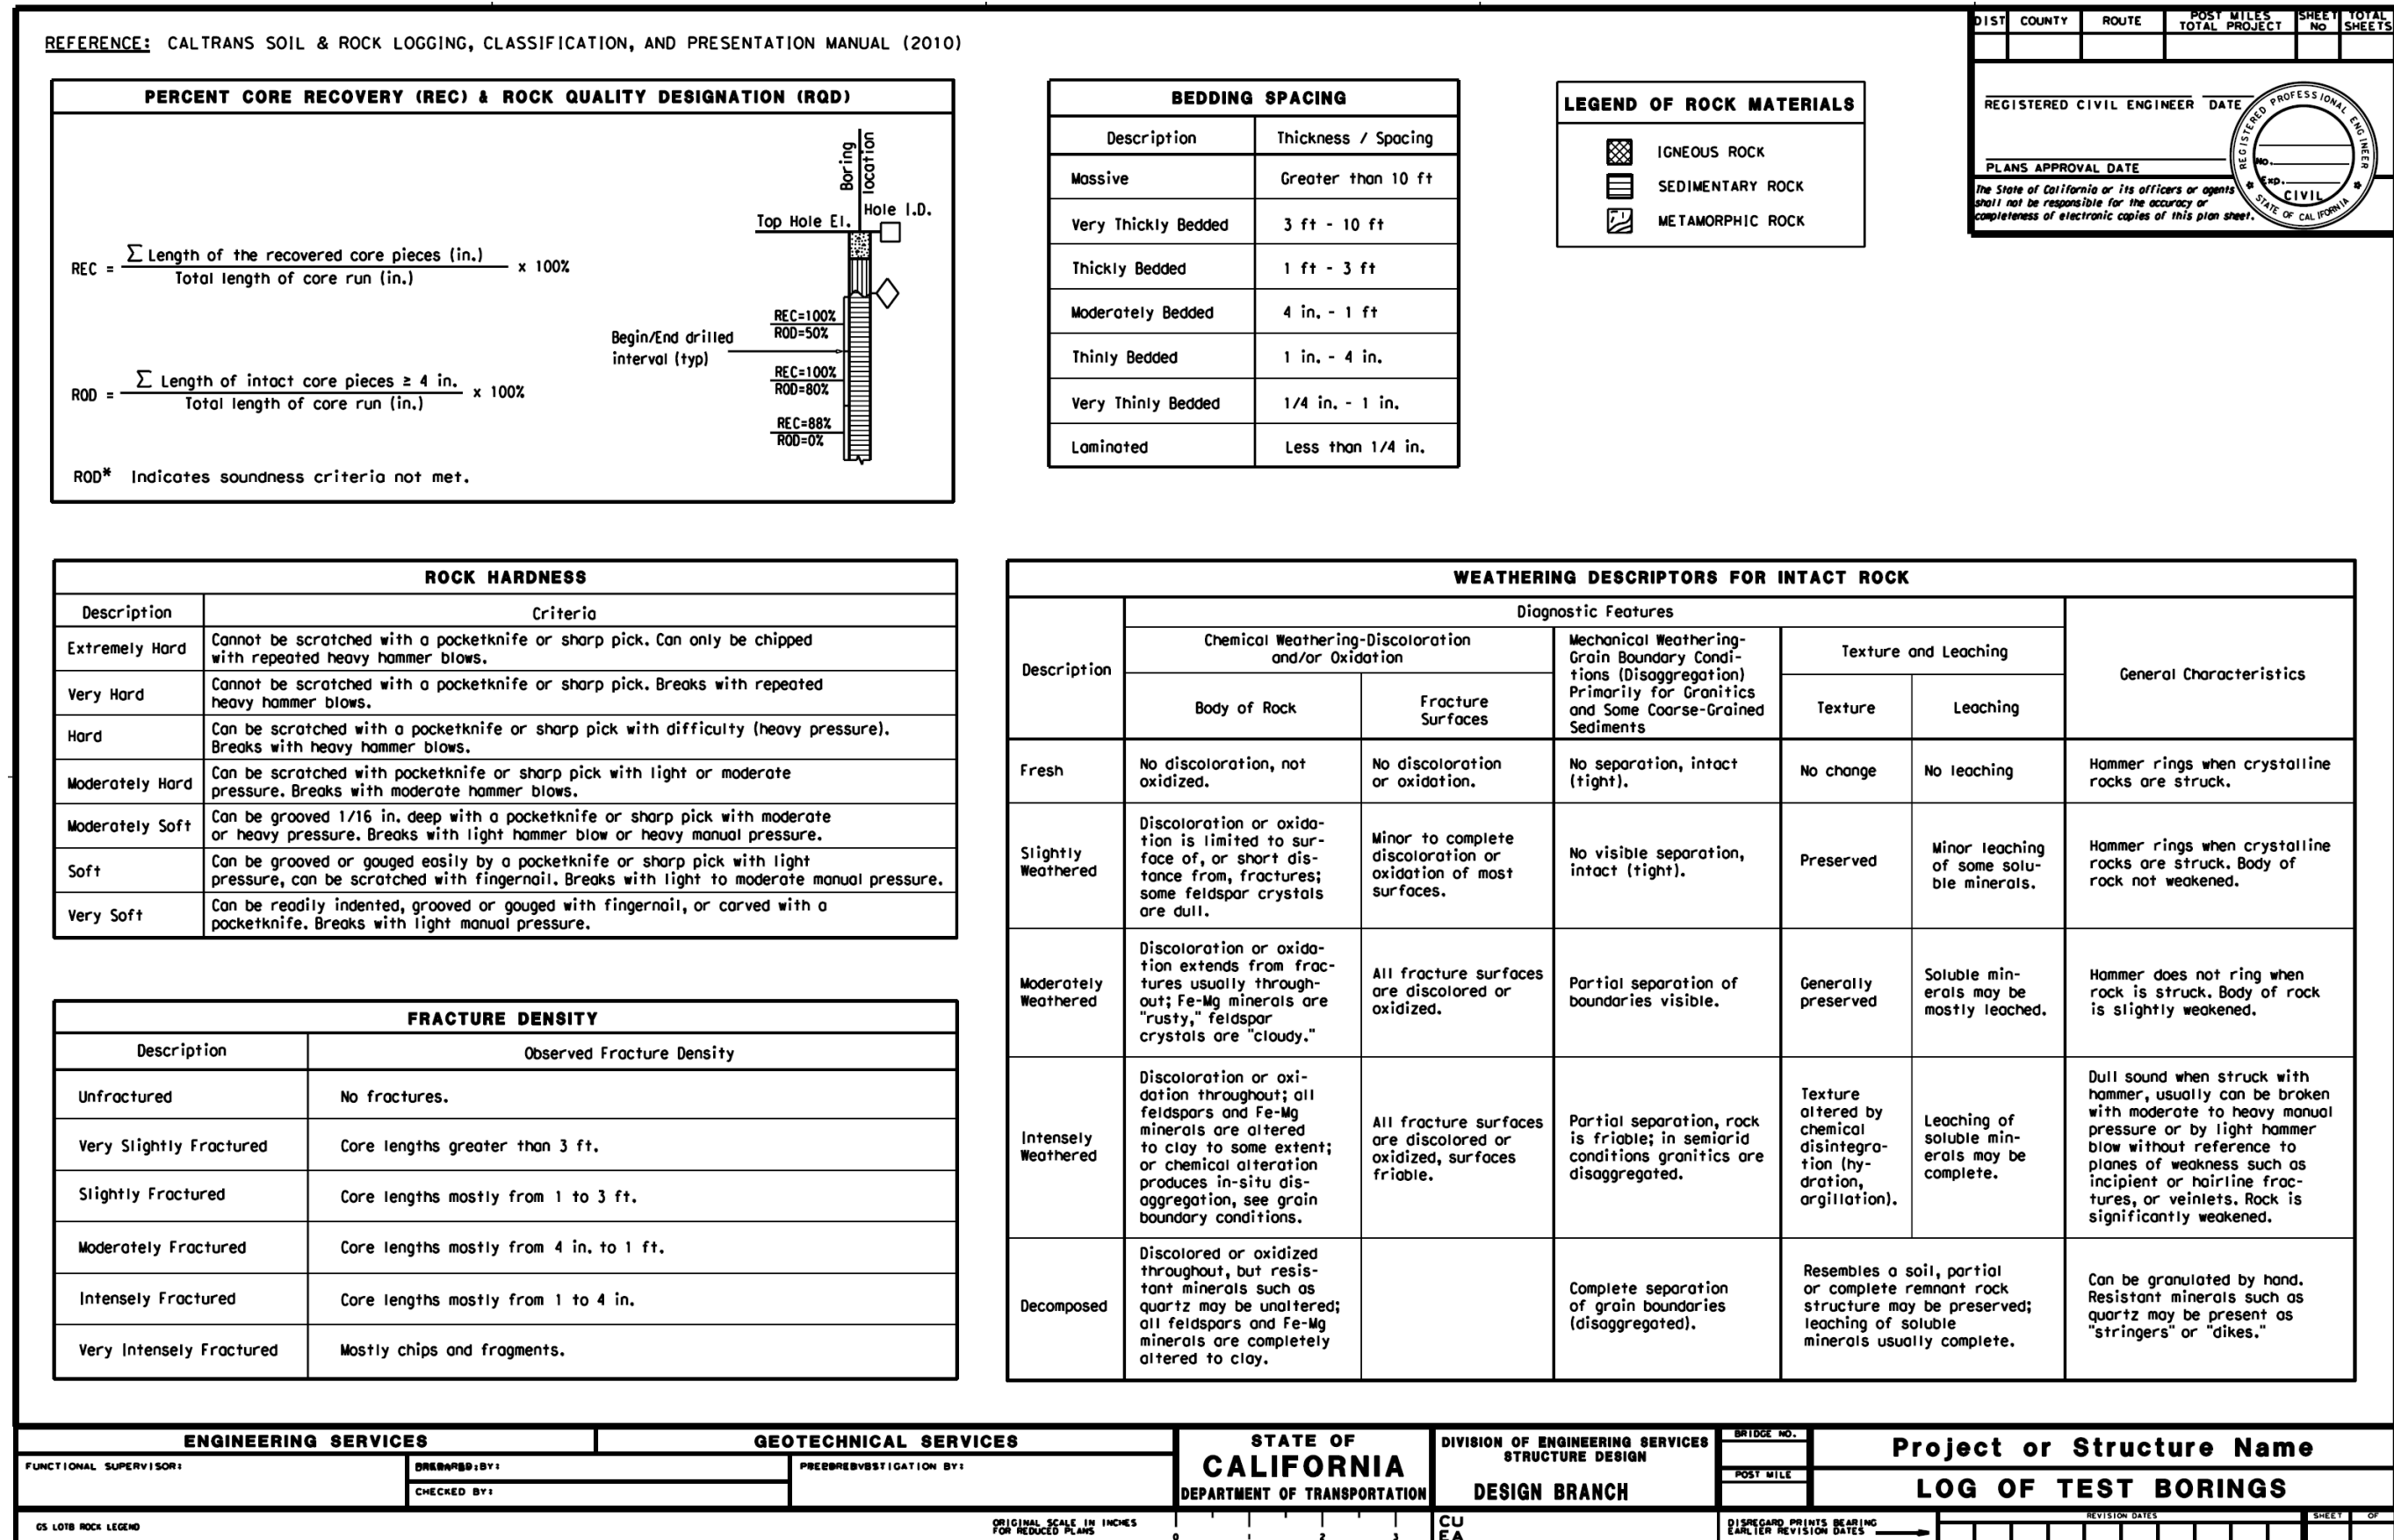 REFERENCE: CALTRANS SOIL & ROCK LOGGING, CLASSIFICATION, AND PRESENTATION MANUAL (2010)
DIST COUNTY ROUTE POST MILES TOTAL PROJECT SHEET No TOTAL SHEETS
REGISTERED CIVIL ENGINEER DATE
PLANS APPROVAL DATE
The State of California or its officers or agents
shall not be responsible for the accuracy or
completeness of electronic copies of this plan sheet.
REGISTERED PROFESSIONAL ENGINEER
No.
Exp.
CIVIL
STATE OF CALIFORNIA
PERCENT CORE RECOVERY (REC) & ROCK QUALITY DESIGNATION (RQD)
REC = Σ Length of the recovered core pieces (in.)
Total length of core run (in.)
x 100%
RQD = Σ Length of intact core pieces ≥ 4 in.
Total length of core run (in.)
x 100%
RQD* Indicates soundness criteria not met.
Boring
location
Top Hole El.
Hole I.D.
REC=100%
RQD=50%
Begin/End drilled
interval (typ)
REC=100%
RQD=80%
REC=88%
RQD=0%
BEDDING SPACING
Description Thickness / Spacing
Massive Greater than 10 ft
Very Thickly Bedded 3 ft - 10 ft
Thickly Bedded 1 ft - 3 ft
Moderately Bedded 4 in. - 1 ft
Thinly Bedded 1 in. - 4 in.
Very Thinly Bedded 1/4 in. - 1 in.
Laminated Less than 1/4 in.
LEGEND OF ROCK MATERIALS
IGNEOUS ROCK
SEDIMENTARY ROCK
METAMORPHIC ROCK
ROCK HARDNESS
Description Criteria
Extremely Hard
Cannot be scratched with a pocketknife or sharp pick. Can only be chipped
with repeated heavy hammer blows.
Very Hard
Cannot be scratched with a pocketknife or sharp pick. Breaks with repeated
heavy hammer blows.
Hard
Can be scratched with a pocketknife or sharp pick with difficulty (heavy pressure).
Breaks with heavy hammer blows.
Moderately Hard
Can be scratched with pocketknife or sharp pick with light or moderate
pressure. Breaks with moderate hammer blows.
Moderately Soft
Can be grooved 1/16 in. deep with a pocketknife or sharp pick with moderate
or heavy pressure. Breaks with light hammer blow or heavy manual pressure.
Soft
Can be grooved or gouged easily by a pocketknife or sharp pick with light
pressure, can be scratched with fingernail. Breaks with light to moderate manual pressure.
Very Soft
Can be readily indented, grooved or gouged with fingernail, or carved with a
pocketknife. Breaks with light manual pressure.
FRACTURE DENSITY
Description Observed Fracture Density
Unfractured No fractures.
Very Slightly Fractured Core lengths greater than 3 ft.
Slightly Fractured Core lengths mostly from 1 to 3 ft.
Moderately Fractured Core lengths mostly from 4 in. to 1 ft.
Intensely Fractured Core lengths mostly from 1 to 4 in.
Very Intensely Fractured Mostly chips and fragments.
WEATHERING DESCRIPTORS FOR INTACT ROCK
Description
Diagnostic Features
Chemical Weathering-Discoloration
and/or Oxidation
Body of Rock
Fracture
Surfaces
Mechanical Weathering-
Grain Boundary Condi-
tions (Disaggregation)
Primarily for Granitics
and Some Coarse-Grained
Sediments
Texture and Leaching
Texture
Leaching
General Characteristics
Fresh
No discoloration, not
oxidized.
No discoloration
or oxidation.
No separation, intact
(tight).
No change
No leaching
Hammer rings when crystalline
rocks are struck.
Slightly
Weathered
Discoloration or oxida-
tion is limited to sur-
face of, or short dis-
tance from, fractures;
some feldspar crystals
are dull.
Minor to complete
discoloration or
oxidation of most
surfaces.
No visible separation,
intact (tight).
Preserved
Minor leaching
of some solu-
ble minerals.
Hammer rings when crystalline
rocks are struck. Body of
rock not weakened.
Moderately
Weathered
Discoloration or oxida-
tion extends from frac-
tures usually through-
out; Fe-Mg minerals are
"rusty," feldspar
crystals are "cloudy."
All fracture surfaces
are discolored or
oxidized.
Partial separation of
boundaries visible.
Generally
preserved
Soluble min-
erals may be
mostly leached.
Hammer does not ring when
rock is struck. Body of rock
is slightly weakened.
Intensely
Weathered
Discoloration or oxi-
dation throughout; all
feldspars and Fe-Mg
minerals are altered
to clay to some extent;
or chemical alteration
produces in-situ dis-
aggregation, see grain
boundary conditions.
All fracture surfaces
are discolored or
oxidized, surfaces
friable.
Partial separation, rock
is friable; in semiarid
conditions granitics are
disaggregated.
Texture
altered by
chemical
disintegra-
tion (hy-
dration,
argillation).
Leaching of
soluble min-
erals may be
complete.
Dull sound when struck with
hammer, usually can be broken
with moderate to heavy manual
pressure or by light hammer
blow without reference to
planes of weakness such as
incipient or hairline frac-
tures, or veinlets. Rock is
significantly weakened.
Decomposed
Discolored or oxidized
throughout, but resis-
tant minerals such as
quartz may be unaltered;
all feldspars and Fe-Mg
minerals are completely
altered to clay.
Complete separation
of grain boundaries
(disaggregated).
Resembles a soil, partial
or complete remnant rock
structure may be preserved;
leaching of soluble
minerals usually complete.
Can be granulated by hand.
Resistant minerals such as
quartz may be present as
"stringers" or "dikes."
ENGINEERING SERVICES
GEOTECHNICAL SERVICES
FUNCTIONAL SUPERVISOR:
BY:
CHECKED BY:
BY:
STATE OF
CALIFORNIA
DEPARTMENT OF TRANSPORTATION
DIVISION OF ENGINEERING SERVICES
STRUCTURE DESIGN
DESIGN BRANCH
BRIDGE NO.
POST MILE
Project or Structure Name
LOG OF TEST BORINGS
GS LOTB ROCK LEGEND
ORIGINAL SCALE IN INCHES
FOR REDUCED PLANS
0 1 2 3
CU
EA
DISREGARD PRINTS BEARING
EARLIER REVISION DATES
REVISION DATES
SHEET OF